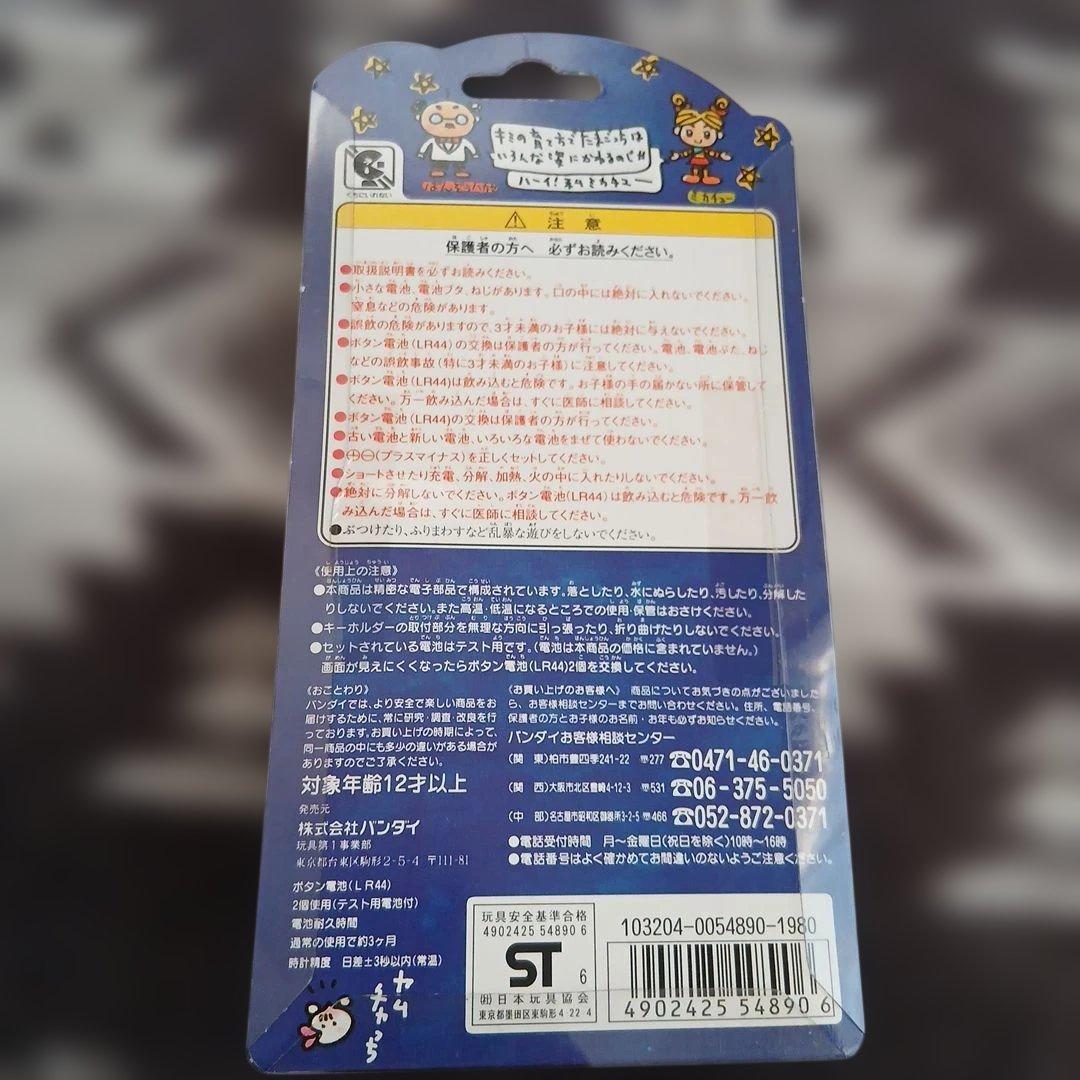 キミの育て方でたまごっちは
いろんな姿にかわるのじゃ!!
ハーイ!私ミカチュー
ミカチュー
くちにいれない
注意
保護者の方へ 必ずお読みください。
●取扱説明書を必ずお読みください。
●小さな電池、電池ブタ、ねじがあります。口の中には絶対に入れないでください。
窒息などの危険があります。
●誤飲の危険がありますので、3才未満のお子様には絶対に与えないでください。
●ボタン電池(LR44)の交換は保護者の方が行ってください。電池、電池ぶた、ねじ
などの誤飲事故(特に3才未満のお子様)に注意してください。
●ボタン電池(LR44)は飲み込むと危険です。お子様の手の届かない所に保管して
ください。万一飲み込んだ場合は、すぐに医師に相談してください。
●ボタン電池(LR44)の交換は保護者の方が行ってください。
●古い電池と新しい電池、いろいろな電池をまぜて使わないでください。
●⊕⊖(プラスマイナス)を正しくセットしてください。
●ショートさせたり充電、分解、加熱、火の中に入れたりしないでください。
●絶対に分解しないでください。ボタン電池(LR44)は飲み込むと危険です。万一飲
み込んだ場合は、すぐに医師に相談してください。
●ぶつけたり、ふりまわすなど乱暴な遊びをしないでください。
《使用上の注意》
●本商品は精密な電子部品で構成されています。落としたり、水にぬらしたり、汚したり、分解した
りしないでください。また高温・低温になるところでの使用・保管はおさけください。
●キーホルダーの取付部分を無理な方向に引っ張ったり、折り曲げたりしないでください。
●セットされている電池はテスト用です。(電池は本商品の価格に含まれていません。)
画面が見えにくくなったらボタン電池(LR44)2個を交換してください。
《おことわり》
バンダイでは、より安全で楽しい商品をお
届けするために、常に研究・調査・改良を行
っております。お買い上げの時期によって、
同一商品の中にも多少の違いがある場合が
ありますのでご了承ください。
対象年齢12才以上
発売元
株式会社バンダイ
玩具第1事業部
東京都台東区駒形2-5-4 〒111-81
《お買い上げのお客様へ》 商品についてお気づきの点がございました
ら、お客様相談センターまでお問い合わせください。住所、電話番号、
保護者の方とお子様のお名前・お年も必ずお知らせください。
バンダイお客様相談センター
(関 東)柏市豊四季241-22 〒277 ☎0471-46-0371
(関 西)大阪市北区豊崎4-12-3 〒531 ☎06-375-5050
(中 部)名古屋市昭和区御器所3-2-5 〒466 ☎052-872-0371
●電話受付時間 月〜金曜日(祝日を除く)10時〜16時
●電話番号はよく確かめてお間違いのないようご注意ください。
ボタン電池(LR44)
2個使用(テスト用電池付)
電池耐久時間
通常の使用で約3ヶ月
時計精度 日差±3秒以内(常温)
玩具安全基準合格
4902425 54890 6
ST 6
(社)日本玩具協会
東京都墨田区東駒形4 22 4
103204-0054890-1980
4902425 548906